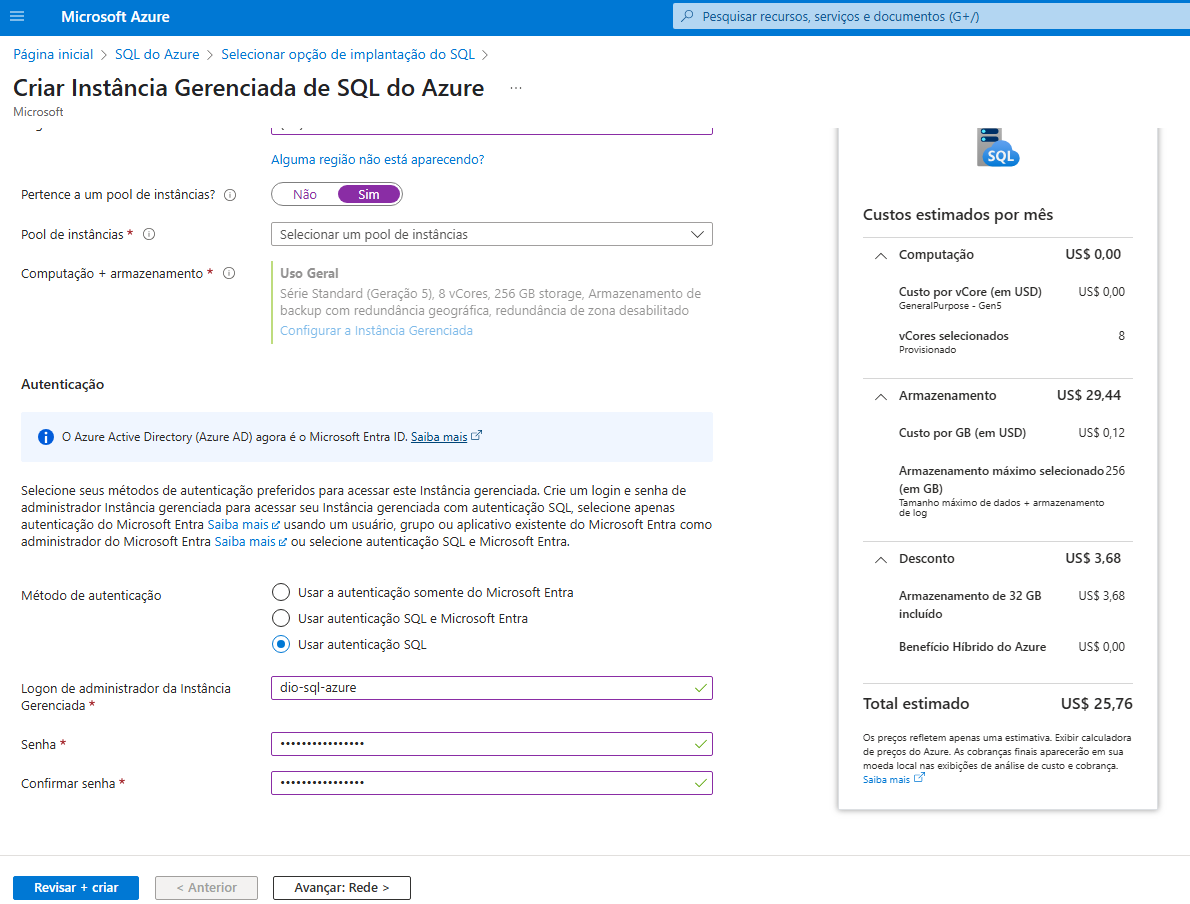 Microsoft Azure
Pesquisar recursos, serviços e documentos (G+/)
Página inicial > SQL do Azure > Selecionar opção de implantação do SQL >
Criar Instância Gerenciada de SQL do Azure ...
Microsoft
Alguma região não está aparecendo?
Pertence a um pool de instâncias?
Não Sim
Pool de instâncias *
Selecionar um pool de instâncias
Computação + armazenamento *
Uso Geral
Série Standard (Geração 5), 8 vCores, 256 GB storage, Armazenamento de
backup com redundância geográfica, redundância de zona desabilitado
Configurar a Instância Gerenciada
Autenticação
O Azure Active Directory (Azure AD) agora é o Microsoft Entra ID. Saiba mais
Selecione seus métodos de autenticação preferidos para acessar este Instância gerenciada. Crie um login e senha de
administrador Instância gerenciada para acessar seu Instância gerenciada com autenticação SQL, selecione apenas
autenticação do Microsoft Entra Saiba mais usando um usuário, grupo ou aplicativo existente do Microsoft Entra como
administrador do Microsoft Entra Saiba mais ou selecione autenticação SQL e Microsoft Entra.
Método de autenticação
Usar a autenticação somente do Microsoft Entra
Usar autenticação SQL e Microsoft Entra
Usar autenticação SQL
Logon de administrador da Instância
Gerenciada *
dio-sql-azure
Senha *
••••••••••••••••
Confirmar senha *
••••••••••••••••
SQL
Custos estimados por mês
Computação US$ 0,00
Custo por vCore (em USD) US$ 0,00
GeneralPurpose - Gen5
vCores selecionados 8
Provisionado
Armazenamento US$ 29,44
Custo por GB (em USD) US$ 0,12
Armazenamento máximo selecionado 256
(em GB)
Tamanho máximo de dados + armazenamento
de log
Desconto US$ 3,68
Armazenamento de 32 GB US$ 3,68
incluído
Benefício Híbrido do Azure US$ 0,00
Total estimado US$ 25,76
Os preços refletem apenas uma estimativa. Exibir calculadora
de preços do Azure. As cobranças finais aparecerão em sua
moeda local nas exibições de análise de custo e cobrança.
Saiba mais
Revisar + criar
< Anterior
Avançar: Rede >